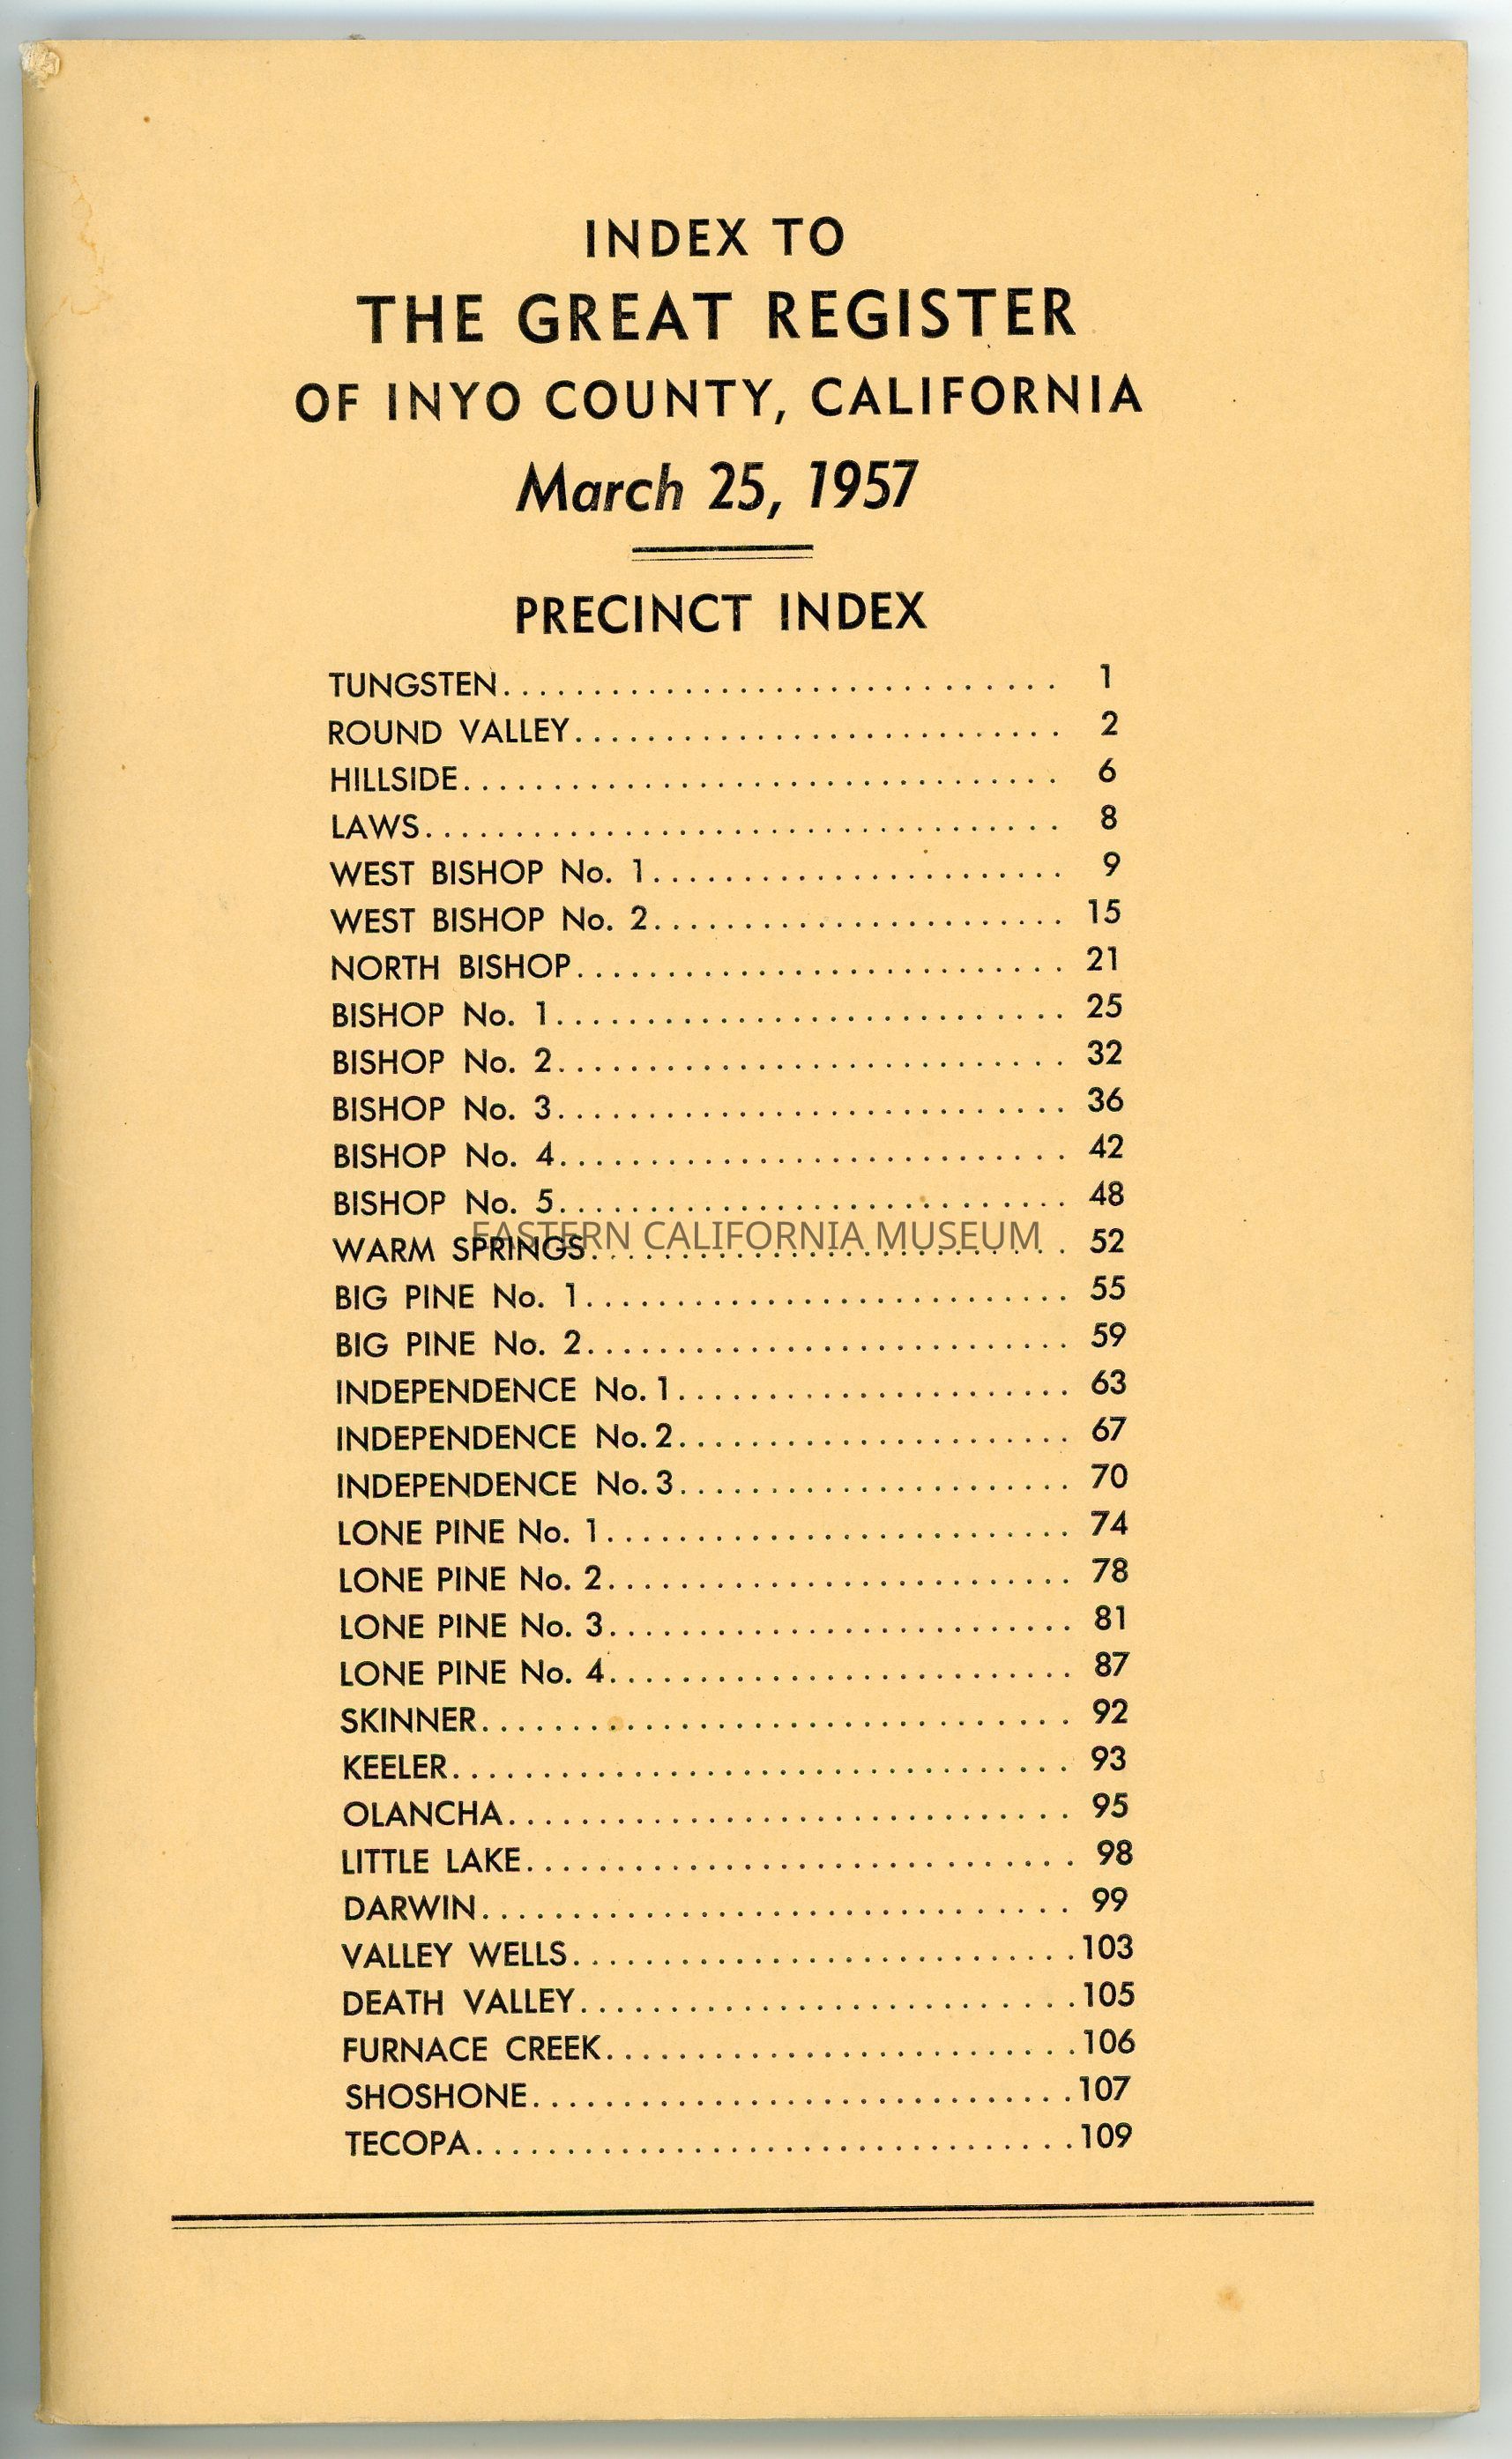 INDEX TO
THE GREAT REGISTER
OF INYO COUNTY, CALIFORNIA
March 25, 1957
PRECINCT INDEX
TUNGSTEN. . . . . . . . . . . . . . . . . . . . . . . . . . . . . . . 1
ROUND VALLEY. . . . . . . . . . . . . . . . . . . . . . . . . . . 2
HILLSIDE. . . . . . . . . . . . . . . . . . . . . . . . . . . . . . . . . 6
LAWS. . . . . . . . . . . . . . . . . . . . . . . . . . . . . . . . . . . 8
WEST BISHOP No. 1. . . . . . . . . . . . . . . . . . . . . . . 9
WEST BISHOP No. 2. . . . . . . . . . . . . . . . . . . . . . . 15
NORTH BISHOP. . . . . . . . . . . . . . . . . . . . . . . . . . . 21
BISHOP No. 1. . . . . . . . . . . . . . . . . . . . . . . . . . . . 25
BISHOP No. 2. . . . . . . . . . . . . . . . . . . . . . . . . . . . 32
BISHOP No. 3. . . . . . . . . . . . . . . . . . . . . . . . . . . . 36
BISHOP No. 4. . . . . . . . . . . . . . . . . . . . . . . . . . . . 42
BISHOP No. 5. . . . . . . . . . . . . . . . . . . . . . . . . . . . 48
EASTERN CALIFORNIA MUSEUM
WARM SPRINGS. . . . . . . . . . . . . . . . . . . . . . . . . . 52
BIG PINE No. 1. . . . . . . . . . . . . . . . . . . . . . . . . . . 55
BIG PINE No. 2. . . . . . . . . . . . . . . . . . . . . . . . . . . 59
INDEPENDENCE No. 1. . . . . . . . . . . . . . . . . . . . . . 63
INDEPENDENCE No. 2. . . . . . . . . . . . . . . . . . . . . . 67
INDEPENDENCE No. 3. . . . . . . . . . . . . . . . . . . . . . 70
LONE PINE No. 1. . . . . . . . . . . . . . . . . . . . . . . . . . 74
LONE PINE No. 2. . . . . . . . . . . . . . . . . . . . . . . . . . 78
LONE PINE No. 3. . . . . . . . . . . . . . . . . . . . . . . . . . 81
LONE PINE No. 4. . . . . . . . . . . . . . . . . . . . . . . . . . 87
SKINNER. . . . . . . . . . . . . . . . . . . . . . . . . . . . . . . . . 92
KEELER. . . . . . . . . . . . . . . . . . . . . . . . . . . . . . . . . . 93
OLANCHA. . . . . . . . . . . . . . . . . . . . . . . . . . . . . . . 95
LITTLE LAKE. . . . . . . . . . . . . . . . . . . . . . . . . . . . . . 98
DARWIN. . . . . . . . . . . . . . . . . . . . . . . . . . . . . . . . . 99
VALLEY WELLS. . . . . . . . . . . . . . . . . . . . . . . . . . . .103
DEATH VALLEY. . . . . . . . . . . . . . . . . . . . . . . . . . . .105
FURNACE CREEK. . . . . . . . . . . . . . . . . . . . . . . . . .106
SHOSHONE. . . . . . . . . . . . . . . . . . . . . . . . . . . . . .107
TECOPA. . . . . . . . . . . . . . . . . . . . . . . . . . . . . . . . .109